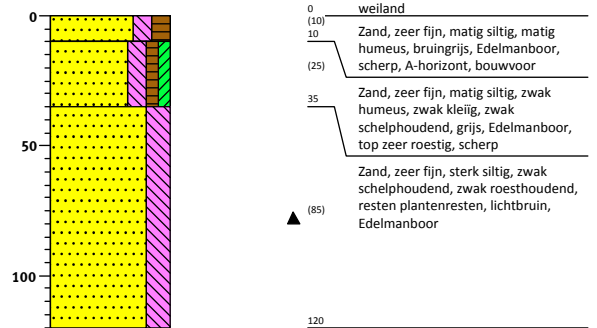 0
50
100
0
weiland
(10)
10
Zand, zeer fijn, matig siltig, matig
humeus, bruingrijs, Edelmanboor,
scherp, A-horizont, bouwvoor
(25)
35
Zand, zeer fijn, matig siltig, zwak
humeus, zwak kleiïg, zwak
schelphoudend, grijs, Edelmanboor,
top zeer roestig, scherp
Zand, zeer fijn, sterk siltig, zwak
schelphoudend, zwak roesthoudend,
resten plantenresten, lichtbruin,
Edelmanboor
(85)
120